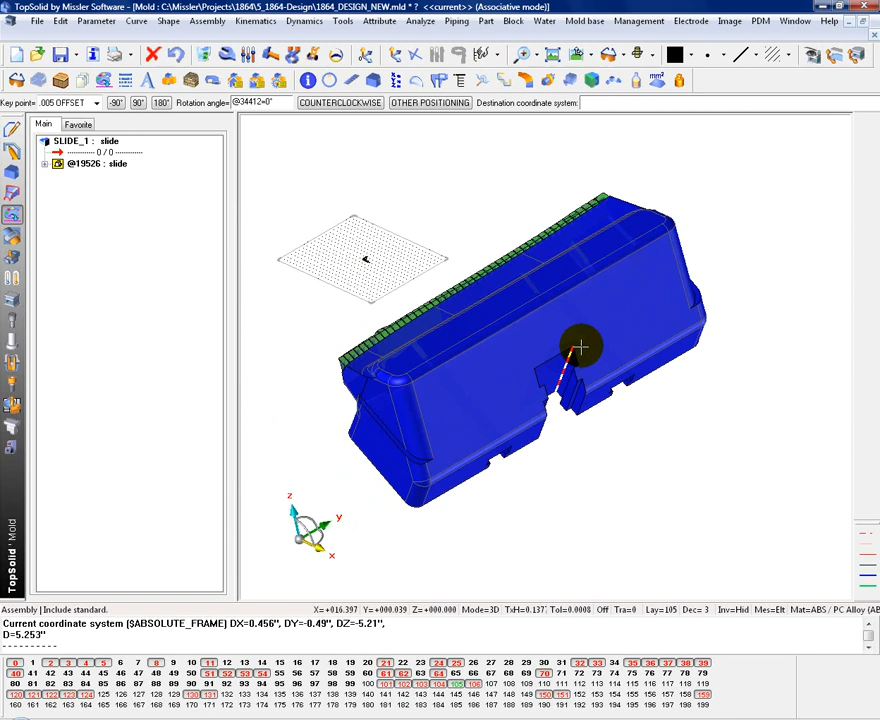 TopSolid by Missler Software - [Mold : C:/Missler/Projects/1864/5_1864-Design/1864_DESIGN_NEW.mld * ?  <<current>> (Associative mode)]
File Edit Parameter Curve Shape Assembly Kinematics Dynamics Tools Attribute Analyze Piping Part Block Water Mold base Management Electrode Image PDM Window Help
Key point: .005 OFFSET -90° 90° 180° Rotation angle= @34412=0° COUNTERCLOCKWISE OTHER POSITIONING Destination coordinate system:
Main Favorite
SLIDE_1 : slide
0 / 0
@19526 : slide
z
y
x
TopSolid 'Mold
Assembly | Include standard. X= +016.397 Y= +000.039 Z= +000.000 Mode=3D TxH=0.137 Tol=0.0008 Off Tra=0 Lay=105 Dec= 3 Inv=Hid Mes=Elt Mat=ABS / PC Alloy (AB
Current coordinate system ($ABSOLUTE_FRAME) DX=0.456", DY=-0.49", DZ=-5.21",
D=5.253"
----------
0 1 2 3 4 5 6 7 8 9 10 11 12 13 14 15 16 17 18 19 20 21 22 23 24 25 26 27 28 29 30 31 32 33 34 35 36 37 38 39
40 41 42 43 44 45 46 47 48 49 50 51 52 53 54 55 56 57 58 59 60 61 62 63 64 65 66 67 68 69 70 71 72 73 74 75 76 77 78 79
80 81 82 83 84 85 86 87 88 89 90 91 92 93 94 95 96 97 98 99 100 101 102 103 104 105 106 107 108 109 110 111 112 113 114 115 116 117 118 119
120 121 122 123 124 125 126 127 128 129 130 131 132 133 134 135 136 137 138 139 140 141 142 143 144 145 146 147 148 149 150 151 152 153 154 155 156 157 158 159
160 161 162 163 164 165 166 167 168 169 170 171 172 173 174 175 176 177 178 179 180 181 182 183 184 185 186 187 188 189 190 191 192 193 194 195 196 197 198 199